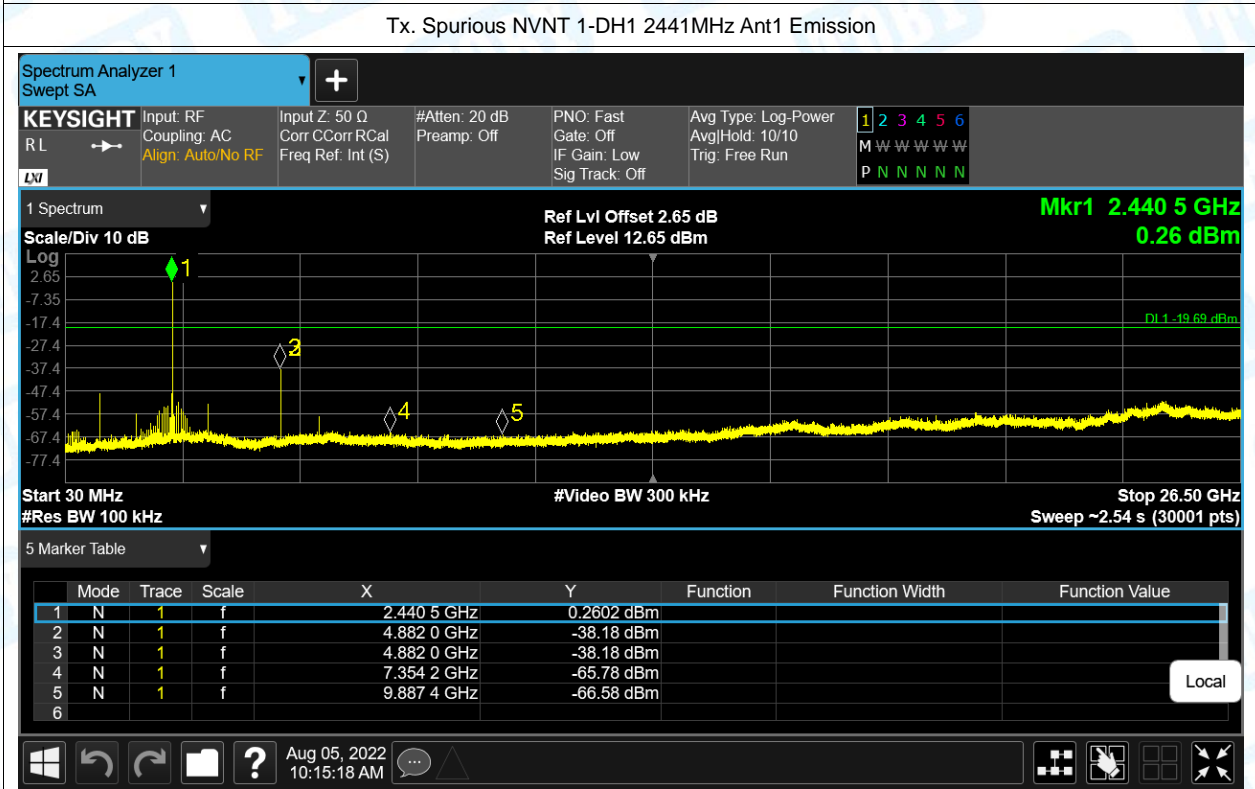 Tx. Spurious NVNT 1-DH1 2441MHz Ant1 Emission
Spectrum Analyzer 1
Swept SA
KEYSIGHT
R L
LXI
Input: RF
Coupling: AC
Align: Auto/No RF
Input Z: 50 Ω
Corr CCorr RCal
Freq Ref: Int (S)
#Atten: 20 dB
Preamp: Off
PNO: Fast
Gate: Off
IF Gain: Low
Sig Track: Off
Avg Type: Log-Power
Avg|Hold: 10/10
Trig: Free Run
1 2 3 4 5 6
M W W W W W
P N N N N N
1 Spectrum
Scale/Div 10 dB
Ref Lvl Offset 2.65 dB
Ref Level 12.65 dBm
Mkr1 2.440 5 GHz
0.26 dBm
Log
2.65
-7.35
-17.4
-27.4
-37.4
-47.4
-57.4
-67.4
-77.4
1
3
4
5
DL1 -19.69 dBm
Start 30 MHz
#Res BW 100 kHz
#Video BW 300 kHz
Stop 26.50 GHz
Sweep ~2.54 s (30001 pts)
5 Marker Table
Mode Trace Scale X Y Function Function Width Function Value
1 N 1 f 2.440 5 GHz 0.2602 dBm
2 N 1 f 4.882 0 GHz -38.18 dBm
3 N 1 f 4.882 0 GHz -38.18 dBm
4 N 1 f 7.354 2 GHz -65.78 dBm
5 N 1 f 9.887 4 GHz -66.58 dBm
6
Local
?
Aug 05, 2022
10:15:18 AM